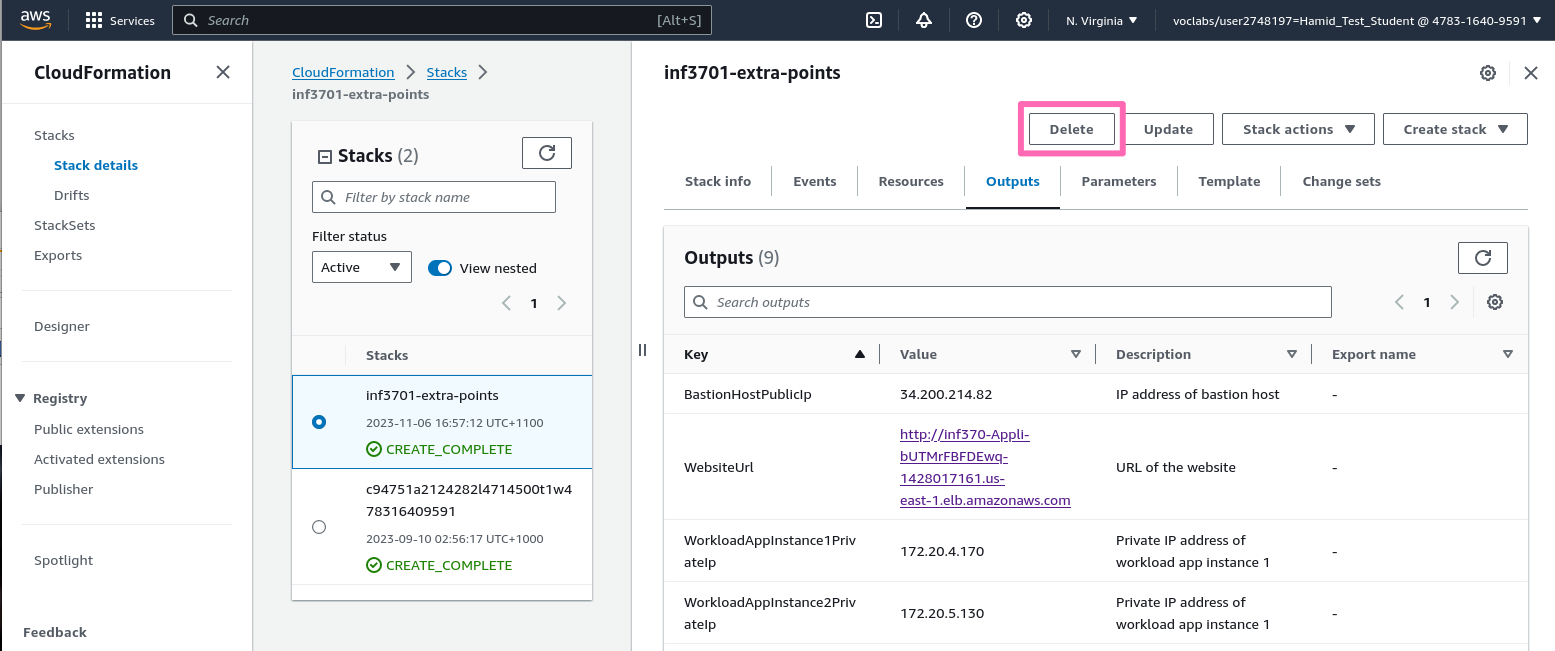 aws
Services
Search
[Alt+S]
N. Virginia
voclabs/user2748197=Hamid_Test_Student @ 4783-1640-9591
CloudFormation
Stacks
Stack details
Drifts
StackSets
Exports
Designer
Registry
Public extensions
Activated extensions
Publisher
Spotlight
Feedback
CloudFormation
Stacks
inf3701-extra-points
Stacks (2)
Filter by stack name
Filter status
Active
View nested
1
Stacks
inf3701-extra-points
2023-11-06 16:57:12 UTC+1100
CREATE_COMPLETE
c94751a2124282l4714500t1w4
78316409591
2023-09-10 02:56:17 UTC+1000
CREATE_COMPLETE
inf3701-extra-points
Delete
Update
Stack actions
Create stack
Stack info
Events
Resources
Outputs
Parameters
Template
Change sets
Outputs (9)
Search outputs
1
Key
Value
Description
Export name
BastionHostPublicIp
34.200.214.82
IP address of bastion host
-
WebsiteUrl
http://inf370-Appli-
bUTMrFBFDEwq-
1428017161.us-
east-1.elb.amazonaws.com
URL of the website
-
WorkloadAppInstance1Priv
ateIp
172.20.4.170
Private IP address of
workload app instance 1
-
WorkloadAppInstance2Priv
ateIp
172.20.5.130
Private IP address of
workload app instance 1
-